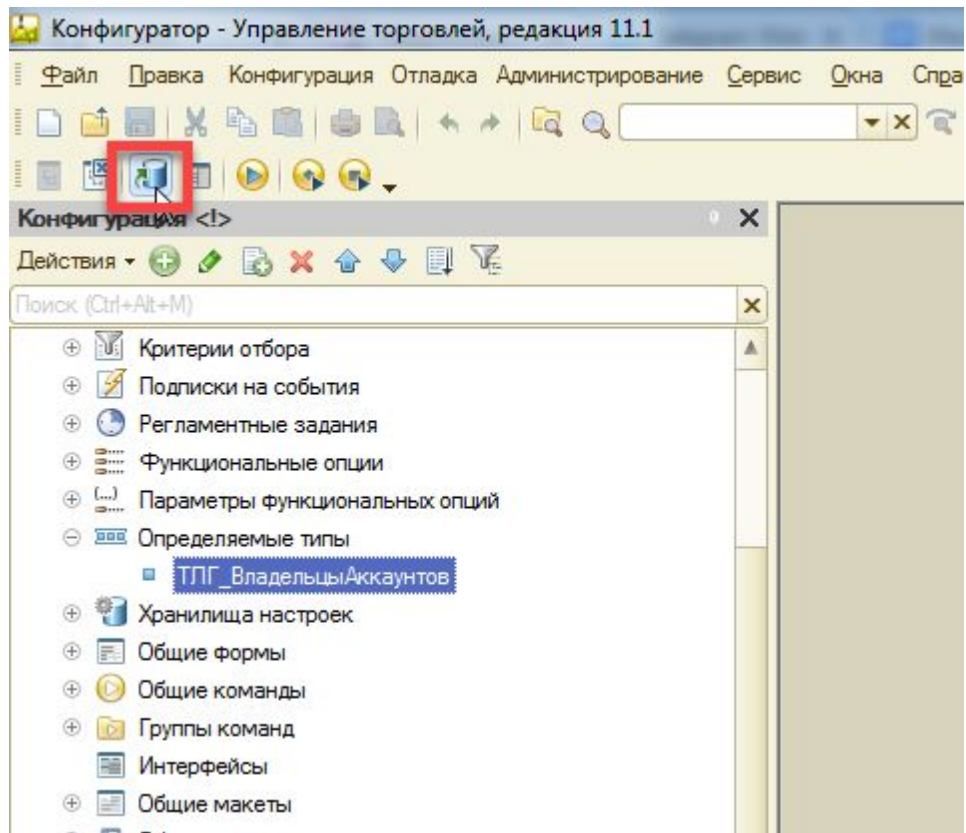 Конфигуратор - Управление торговлей, редакция 11.1
Файл Правка Конфигурация Отладка Администрирование Сервис Окна Спра
Конфигурация <!>
Действия
Поиск (Ctrl+Alt+M)
Критерии отбора
Подписки на события
Регламентные задания
Функциональные опции
(...) Параметры функциональных опций
Определяемые типы
ТЛГ_ВладельцыАккаунтов
Хранилища настроек
Общие формы
Общие команды
Группы команд
Интерфейсы
Общие макеты